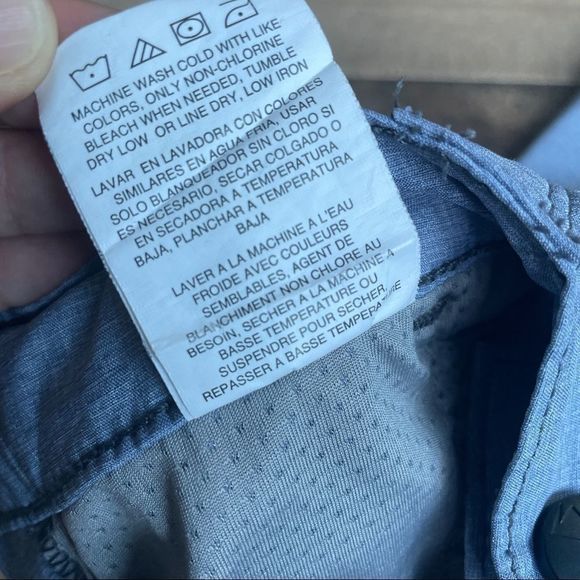 MACHINE WASH COLD WITH LIKE
COLORS, ONLY NON-CHLORINE
BLEACH WHEN NEEDED, TUMBLE
DRY LOW OR LINE DRY, LOW IRON
LAVAR EN LAVADORA CON COLORES
SIMILARES EN AGUA FRIA, USAR
SOLO BLANQUEADOR SIN CLORO SI
ES NECESARIO, SECAR COLGADO O
EN SECADORA A TEMPERATURA
BAJA, PLANCHAR A TEMPERATURA
BAJA
LAVER A LA MACHINE A L'EAU
FROIDE AVEC COULEURS
SEMBLABLES, AGENT DE
BLANCHIMENT NON CHLORE AU
BESOIN, SECHER A LA MACHINE A
BASSE TEMPERATURE OU
SUSPENDRE POUR SECHER,
REPASSER A BASSE TEMPERATURE